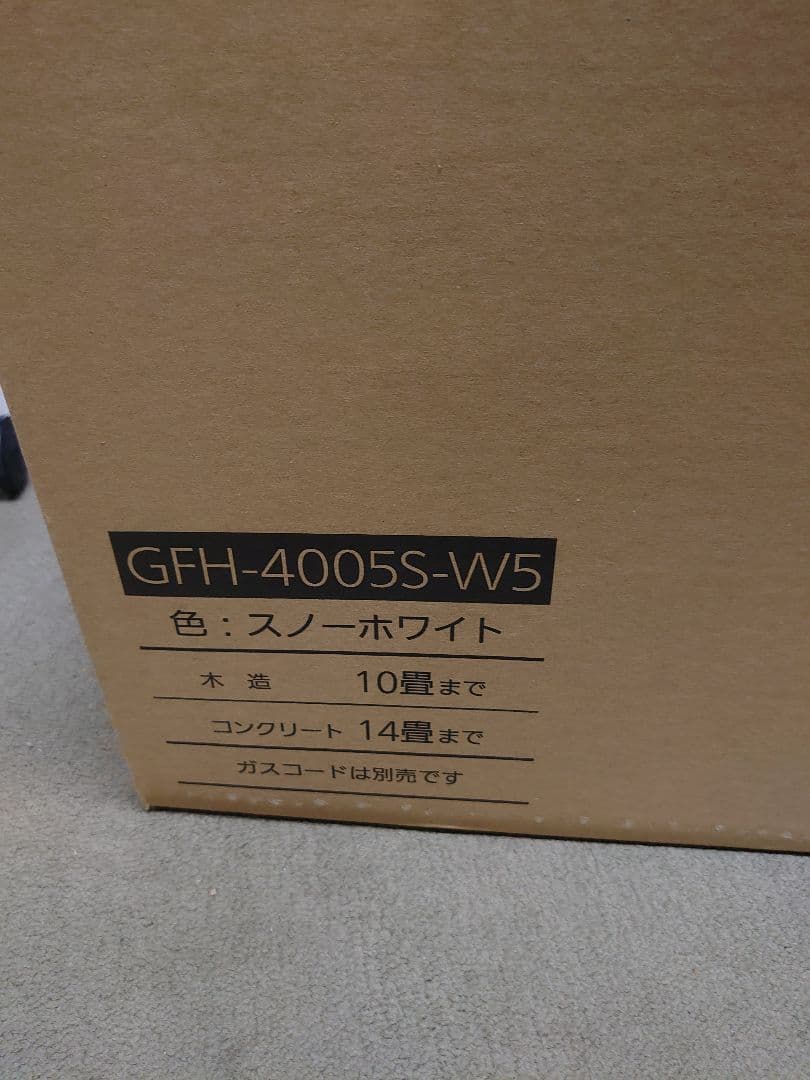 GFH-4005S-W5
色：スノーホワイト
木造 10畳まで
コンクリート 14畳まで
ガスコードは別売です